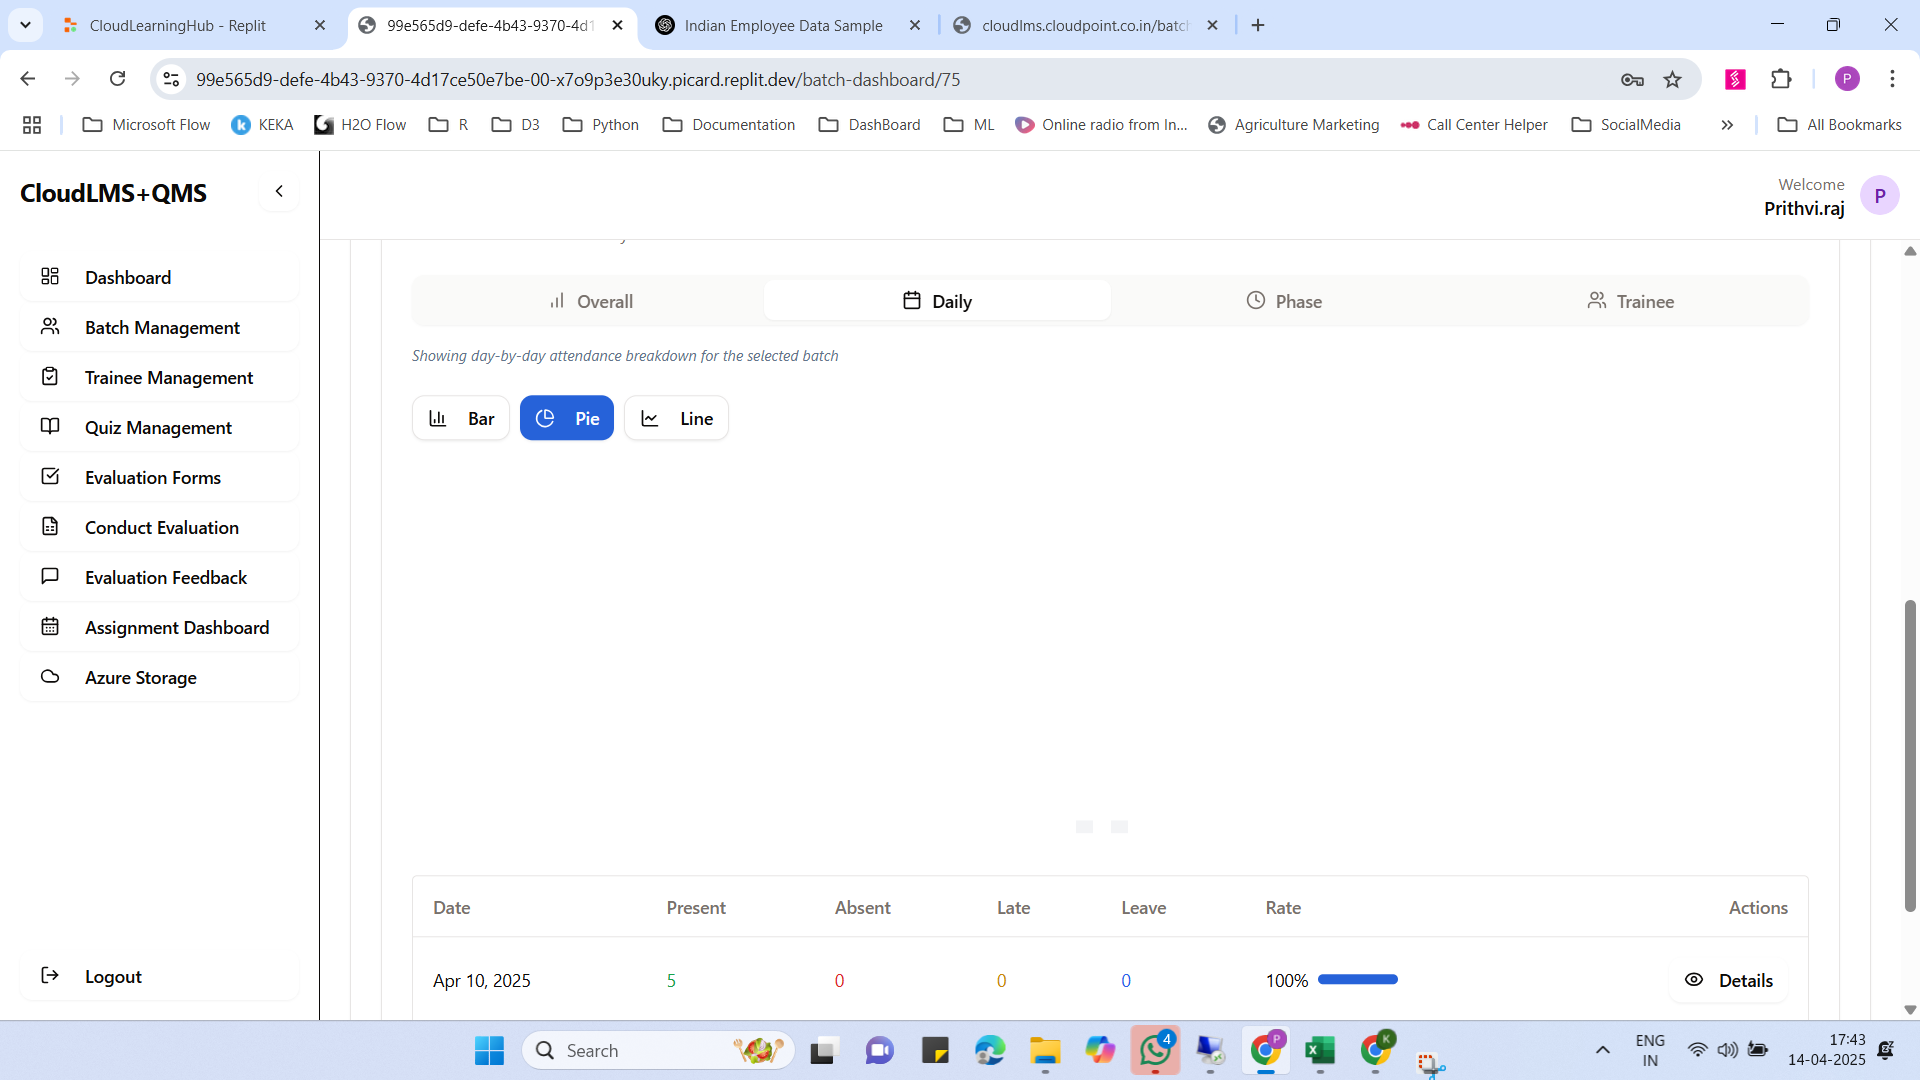 CloudLearningHub - Replit
99e565d9-defe-4b43-9370-4d1
Indian Employee Data Sample
cloudlms.cloudpoint.co.in/batch
99e565d9-defe-4b43-9370-4d17ce50e7be-00-x7o9p3e30uky.picard.replit.dev/batch-dashboard/75
P
Microsoft Flow
KEKA
H2O Flow
R
D3
Python
Documentation
DashBoard
ML
Online radio from In...
Agriculture Marketing
Call Center Helper
SocialMedia
All Bookmarks
CloudLMS+QMS
Welcome
Prithvi.raj
P
Dashboard
Batch Management
Trainee Management
Quiz Management
Evaluation Forms
Conduct Evaluation
Evaluation Feedback
Assignment Dashboard
Azure Storage
Logout
Overall
Daily
Phase
Trainee
Showing day-by-day attendance breakdown for the selected batch
Bar
Pie
Line
Date Present Absent Late Leave Rate Actions
Apr 10, 2025 5 0 0 0 100% Details
Search
4
P
K
ENG
IN
17:43
14-04-2025